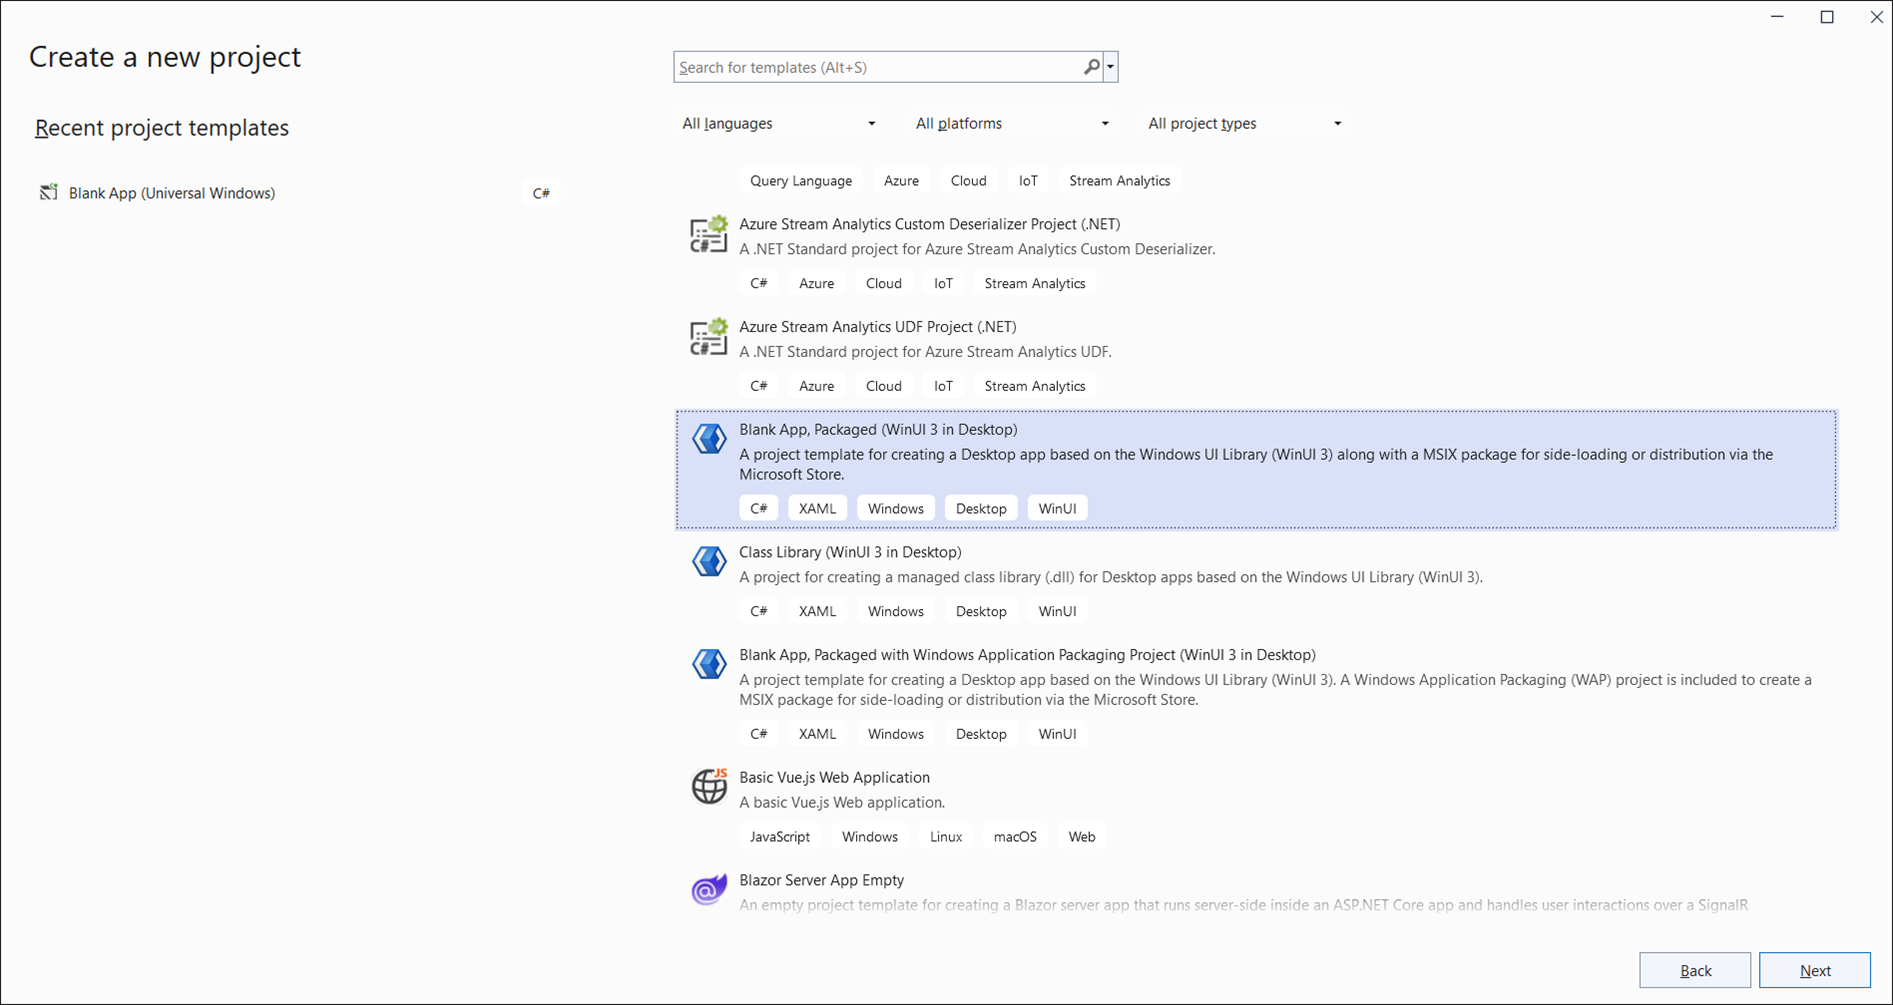 Create a new project
Search for templates (Alt+S)
Recent project templates
All languages
All platforms
All project types
Blank App (Universal Windows)
C#
Query Language Azure Cloud IoT Stream Analytics
Azure Stream Analytics Custom Deserializer Project (.NET)
A .NET Standard project for Azure Stream Analytics Custom Deserializer.
C# Azure Cloud IoT Stream Analytics
Azure Stream Analytics UDF Project (.NET)
A .NET Standard project for Azure Stream Analytics UDF.
C# Azure Cloud IoT Stream Analytics
Blank App, Packaged (WinUI 3 in Desktop)
A project template for creating a Desktop app based on the Windows UI Library (WinUI 3) along with a MSIX package for side-loading or distribution via the
Microsoft Store.
C# XAML Windows Desktop WinUI
Class Library (WinUI 3 in Desktop)
A project for creating a managed class library (.dll) for Desktop apps based on the Windows UI Library (WinUI 3).
C# XAML Windows Desktop WinUI
Blank App, Packaged with Windows Application Packaging Project (WinUI 3 in Desktop)
A project template for creating a Desktop app based on the Windows UI Library (WinUI 3). A Windows Application Packaging (WAP) project is included to create a
MSIX package for side-loading or distribution via the Microsoft Store.
C# XAML Windows Desktop WinUI
Basic Vue.js Web Application
A basic Vue.js Web application.
JavaScript Windows Linux macOS Web
Blazor Server App Empty
An empty project template for creating a Blazor server app that runs server-side inside an ASP.NET Core app and handles user interactions over a SignalR
Back
Next